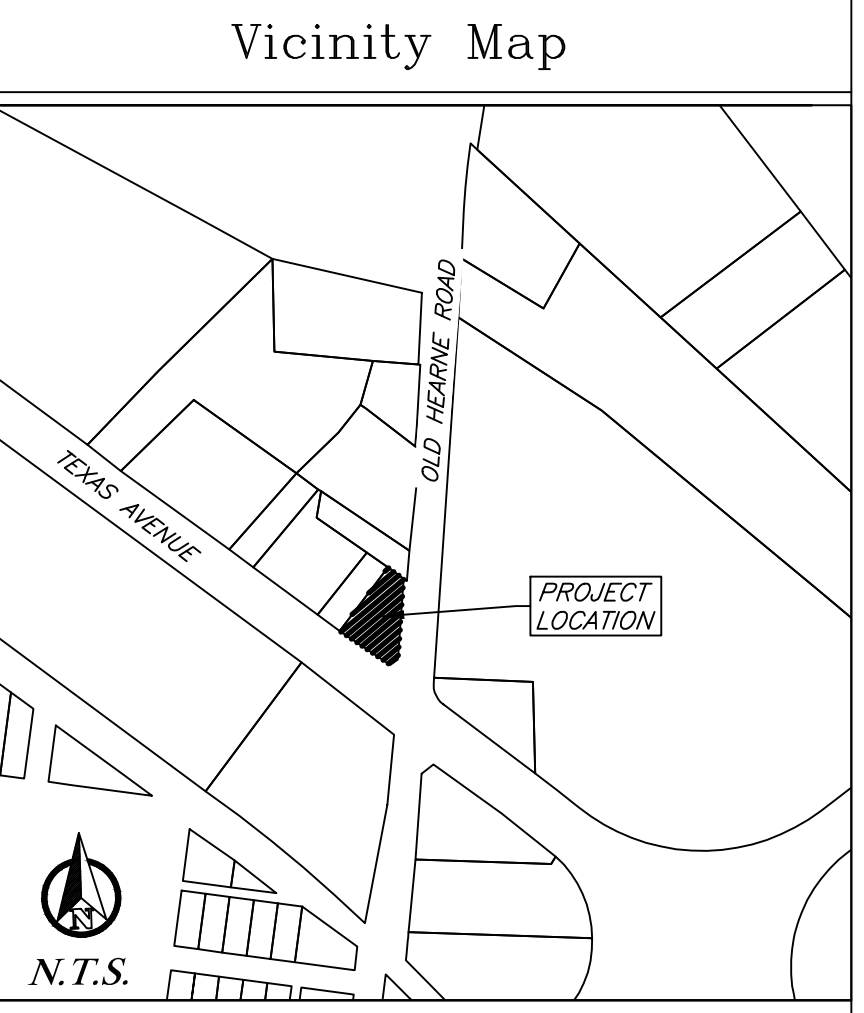 Vicinity Map
OLD HEARNE ROAD
TEXAS AVENUE
PROJECT
LOCATION
N
N.T.S.